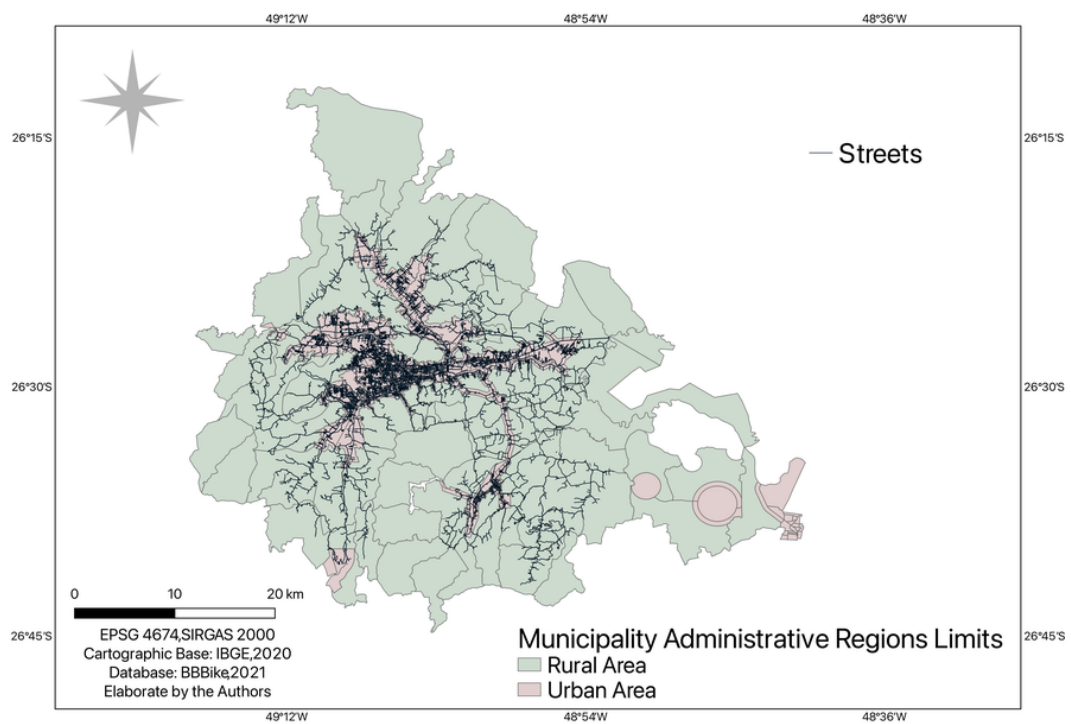 49°12'W 48°54'W 48°36'W
26°15'S 26°15'S
Streets
26°30'S 26°30'S
0 10 20 km
26°45'S 26°45'S
EPSG 4674,SIRGAS 2000
Cartographic Base: IBGE,2020
Database: BBBike,2021
Elaborate by the Authors
Municipality Administrative Regions Limits
Rural Area
Urban Area
49°12'W 48°54'W 48°36'W